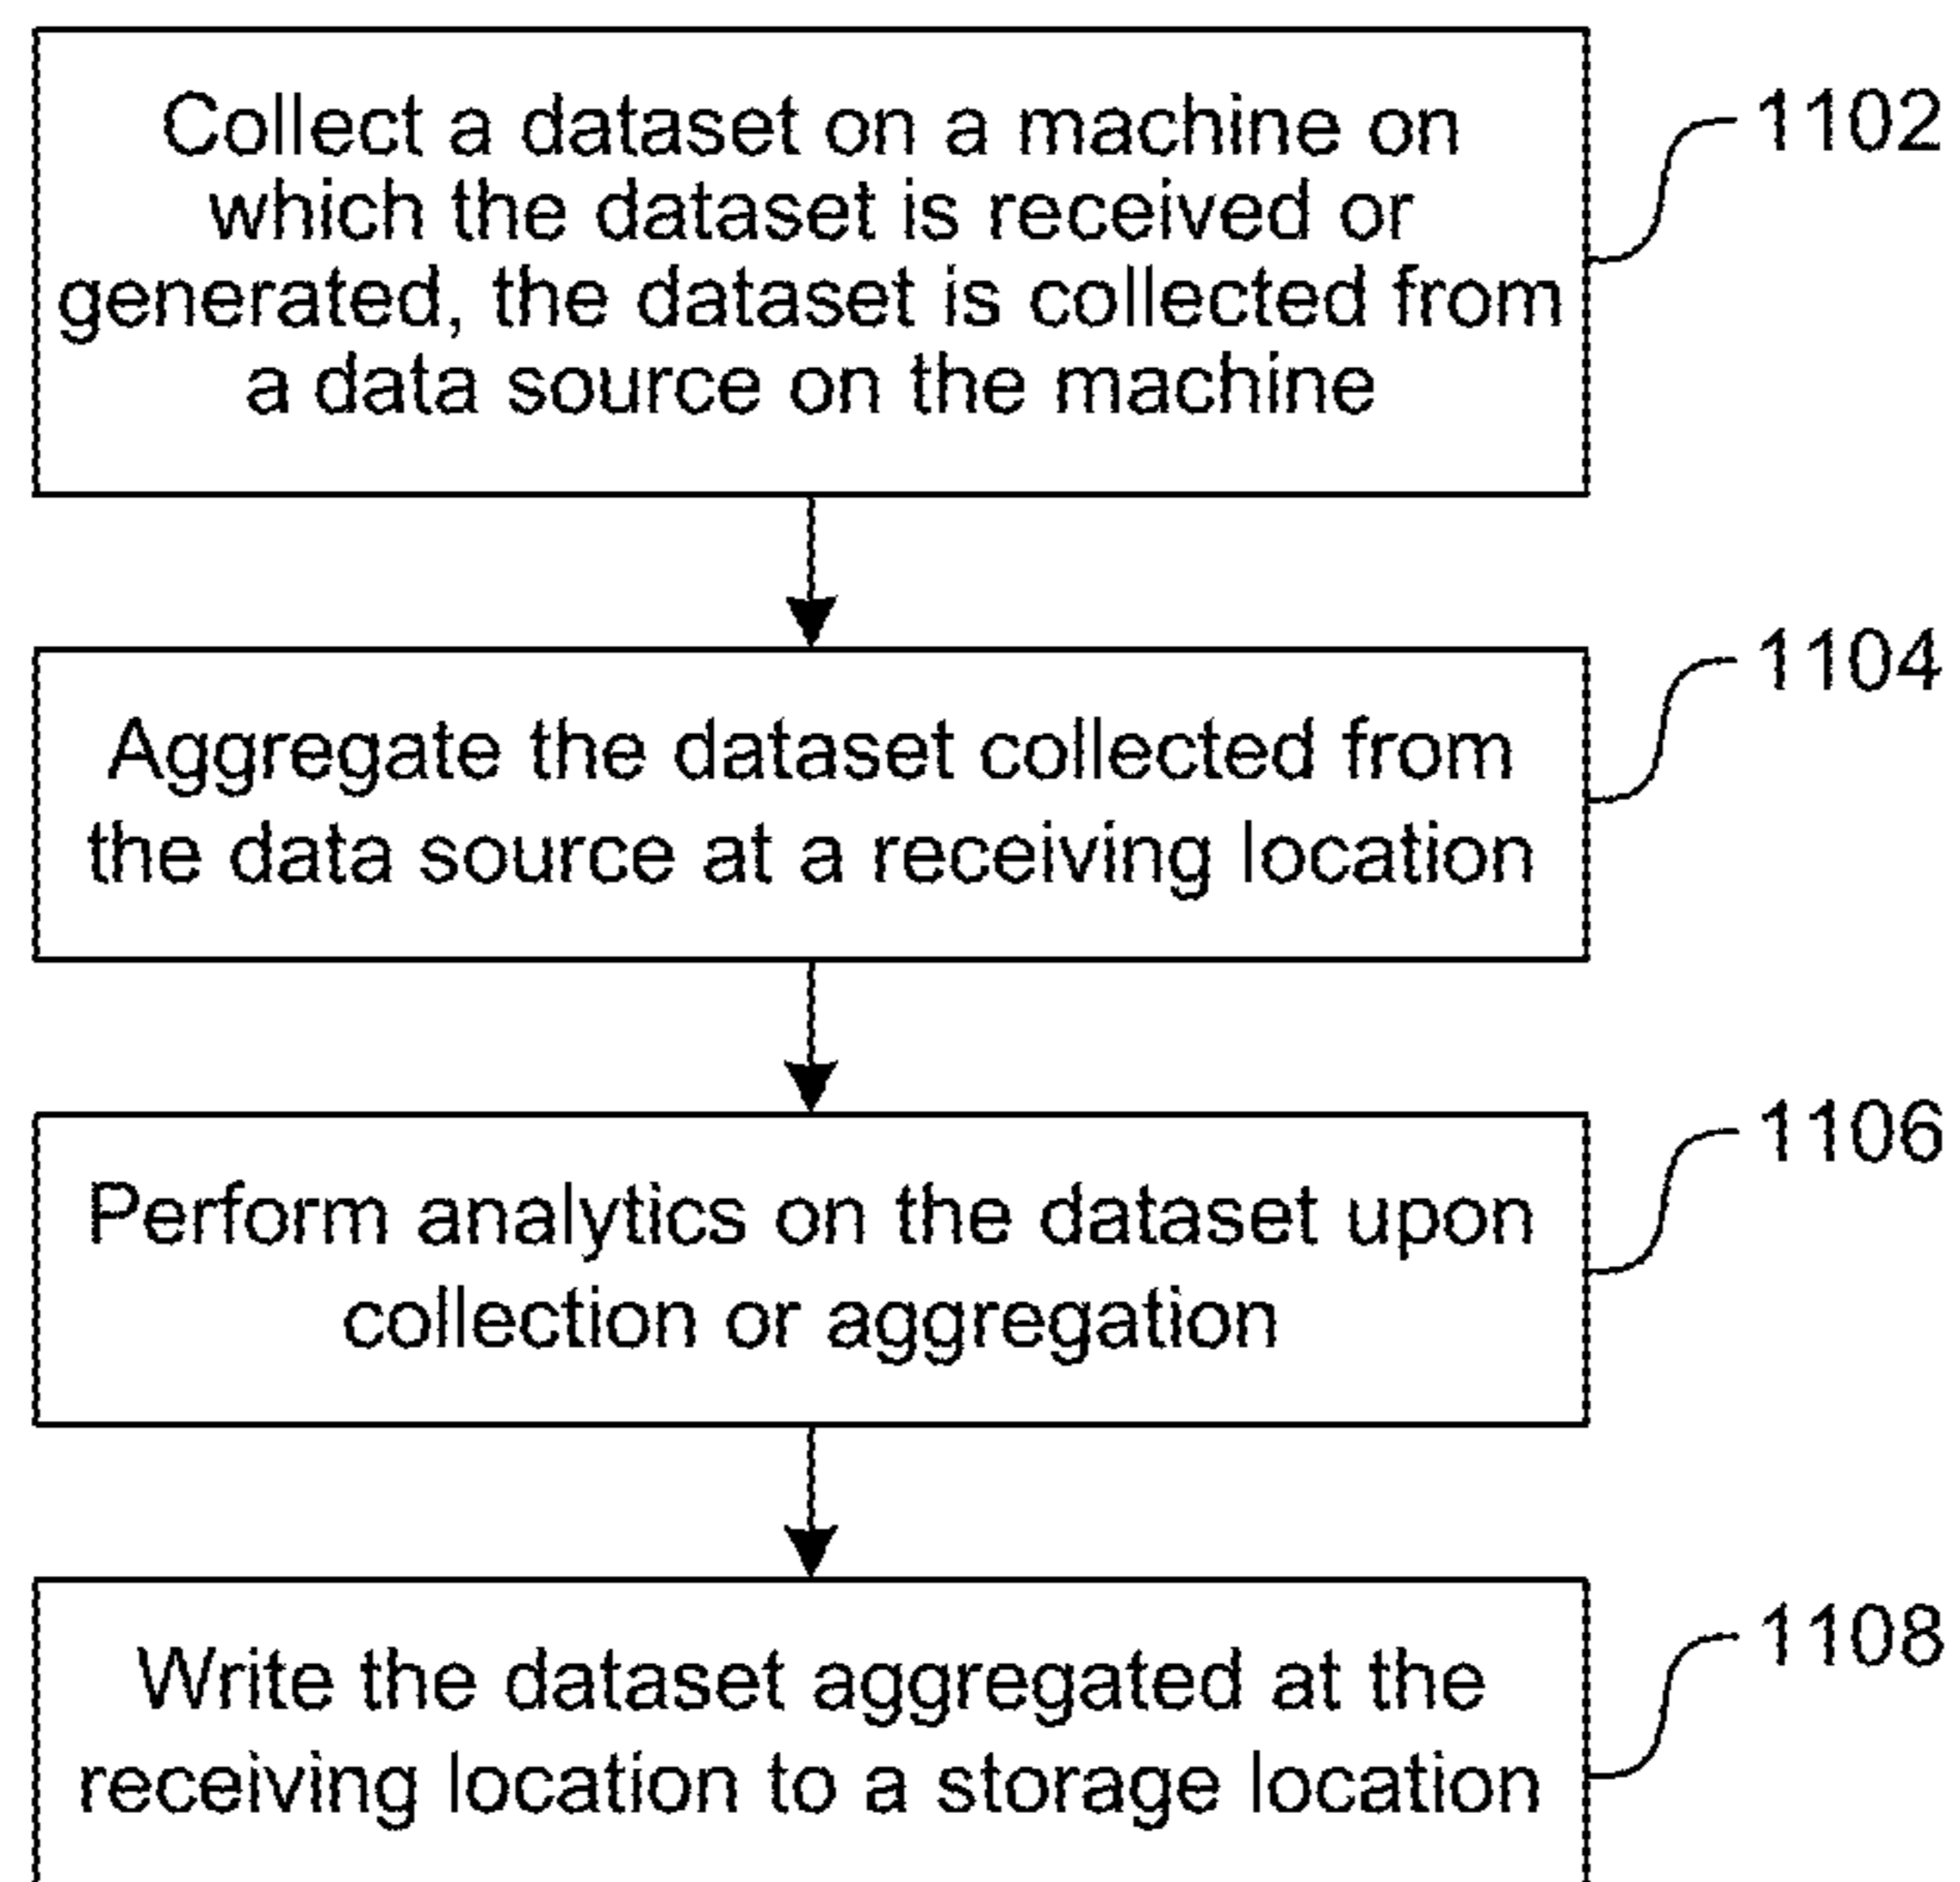 Collect a dataset on a machine on
which the dataset is received or
generated, the dataset is collected from
a data source on the machine
1102
Aggregate the dataset collected from
the data source at a receiving location
1104
Perform analytics on the dataset upon
collection or aggregation
1106
Write the dataset aggregated at the
receiving location to a storage location
1108